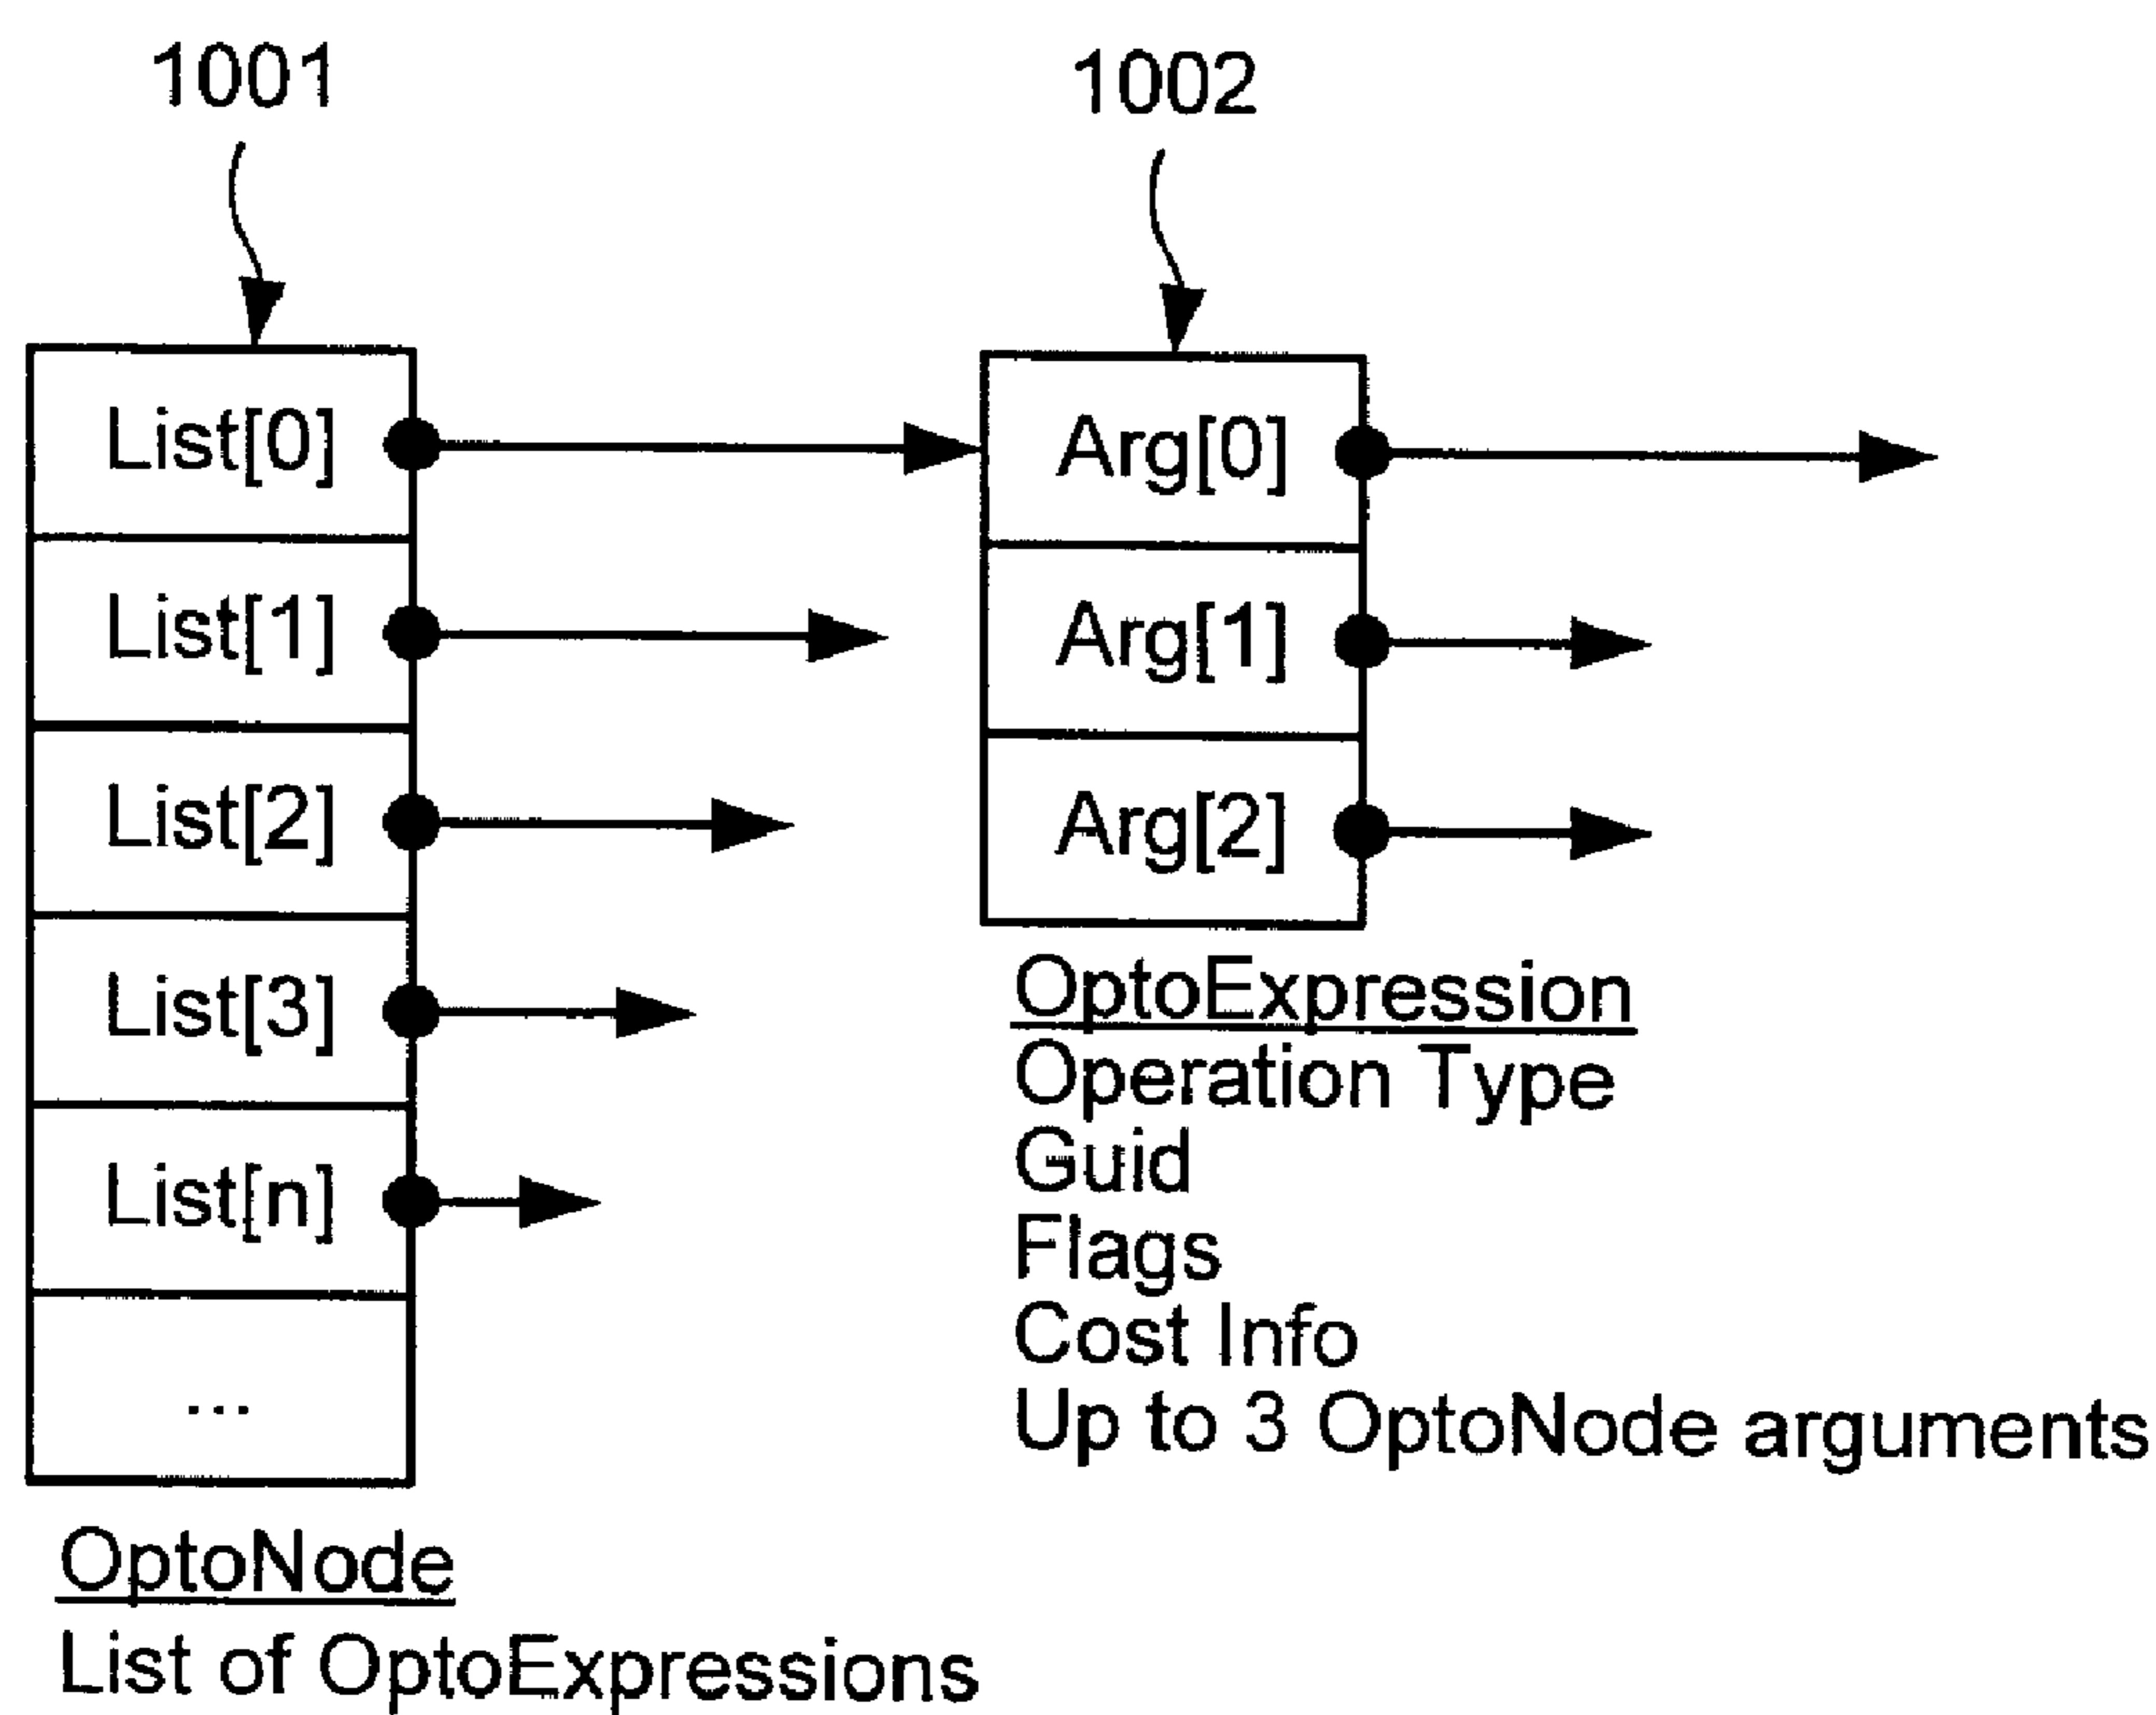 1001
1002
List[0]
List[1]
List[2]
List[3]
List[n]
...
Arg[0]
Arg[1]
Arg[2]
OptoExpression
Operation Type
Guid
Flags
Cost Info
Up to 3 OptoNode arguments
OptoNode
List of OptoExpressions